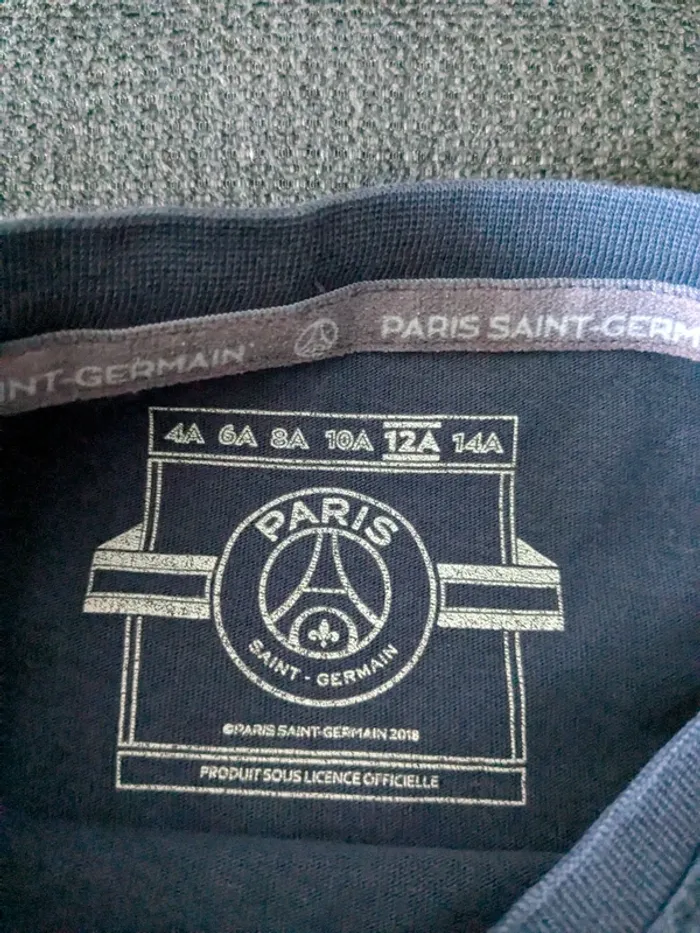 INT-GERMAIN PARIS SAINT-GERM
4A 6A 8A 10A 12A 14A
PARIS
SAINT - GERMAIN
©PARIS SAINT-GERMAIN 2018
PRODUIT SOUS LICENCE OFFICIELLE